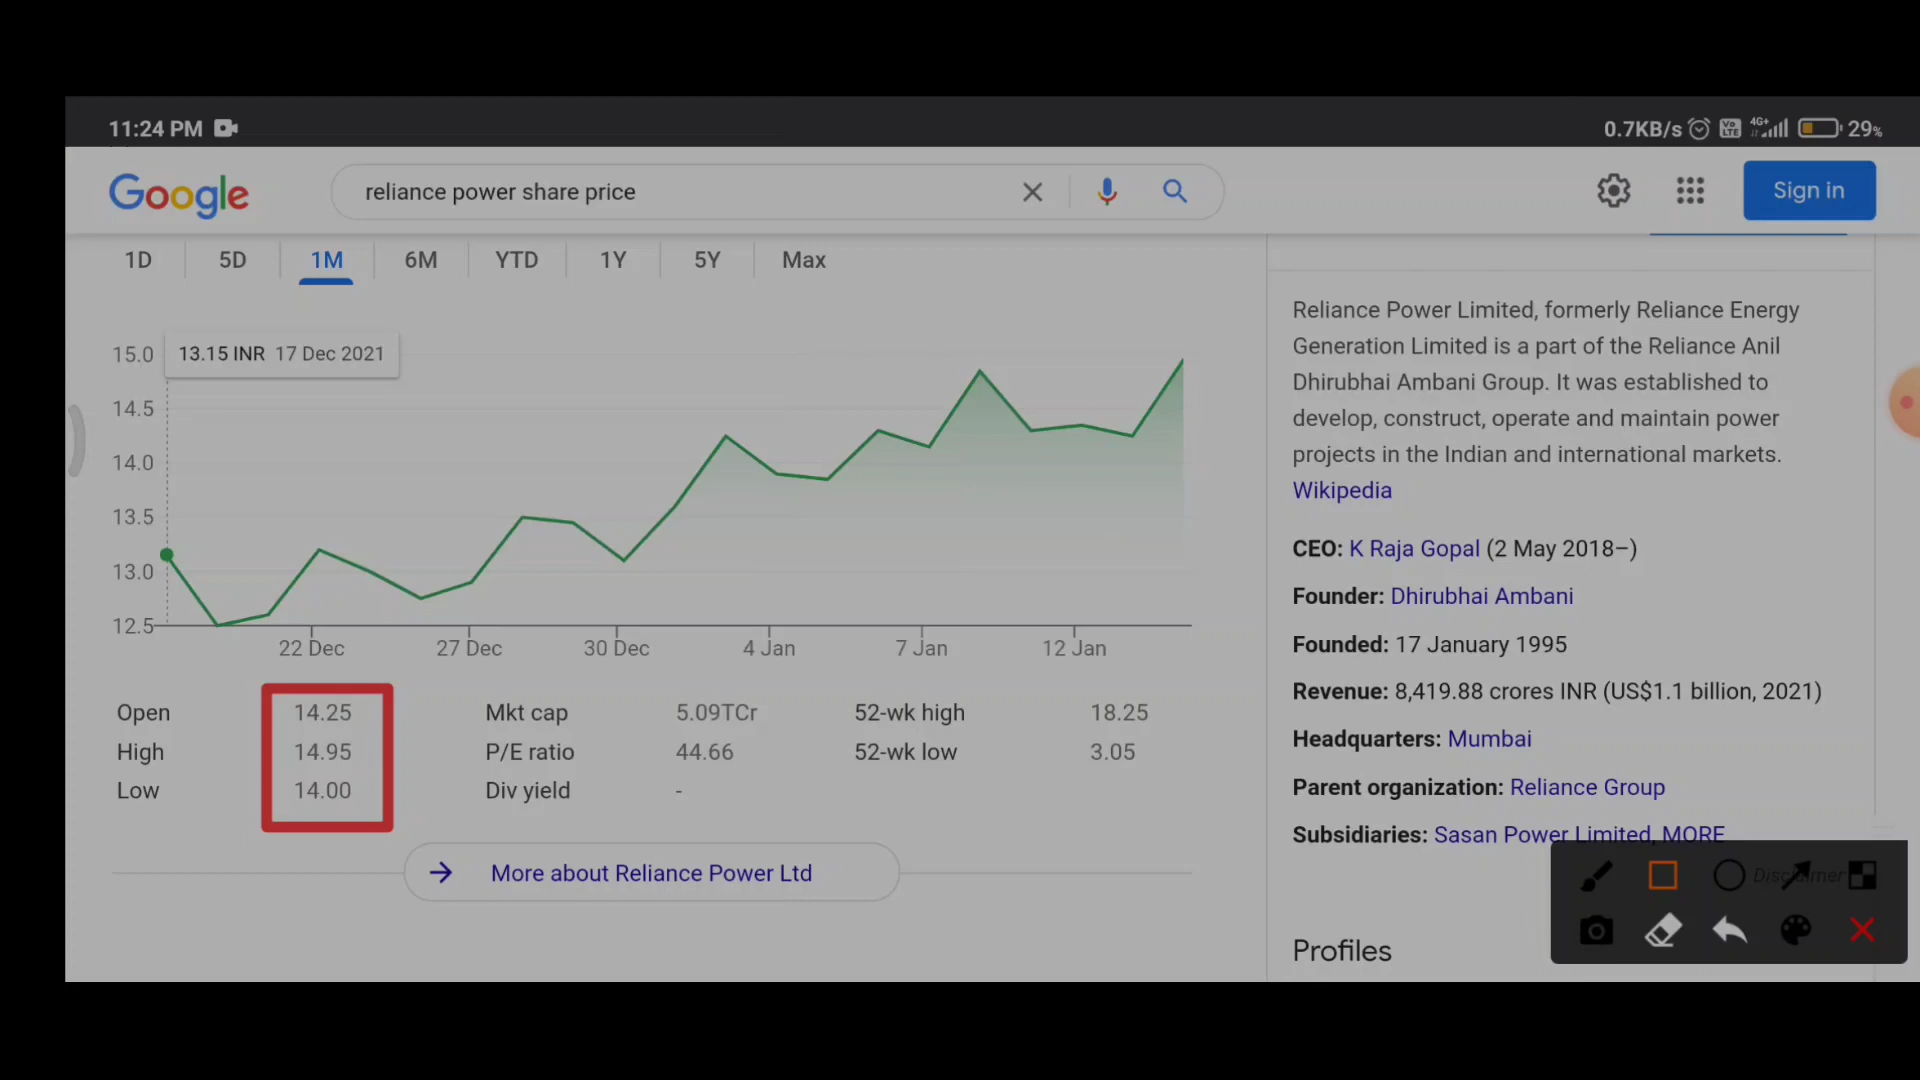 11:24 PM
0.7KB/s Vo LTE 4G+ 29%
Google
reliance power share price
Sign in
1D 5D 1M 6M YTD 1Y 5Y Max
13.15 INR 17 Dec 2021
15.0
14.5
14.0
13.5
13.0
12.5
22 Dec 27 Dec 30 Dec 4 Jan 7 Jan 12 Jan
Open 14.25 Mkt cap 5.09TCr 52-wk high 18.25
High 14.95 P/E ratio 44.66 52-wk low 3.05
Low 14.00 Div yield -
More about Reliance Power Ltd
Reliance Power Limited, formerly Reliance Energy
Generation Limited is a part of the Reliance Anil
Dhirubhai Ambani Group. It was established to
develop, construct, operate and maintain power
projects in the Indian and international markets.
Wikipedia
CEO: K Raja Gopal (2 May 2018–)
Founder: Dhirubhai Ambani
Founded: 17 January 1995
Revenue: 8,419.88 crores INR (US$1.1 billion, 2021)
Headquarters: Mumbai
Parent organization: Reliance Group
Subsidiaries: Sasan Power Limited, MORE
Disclaimer
Profiles